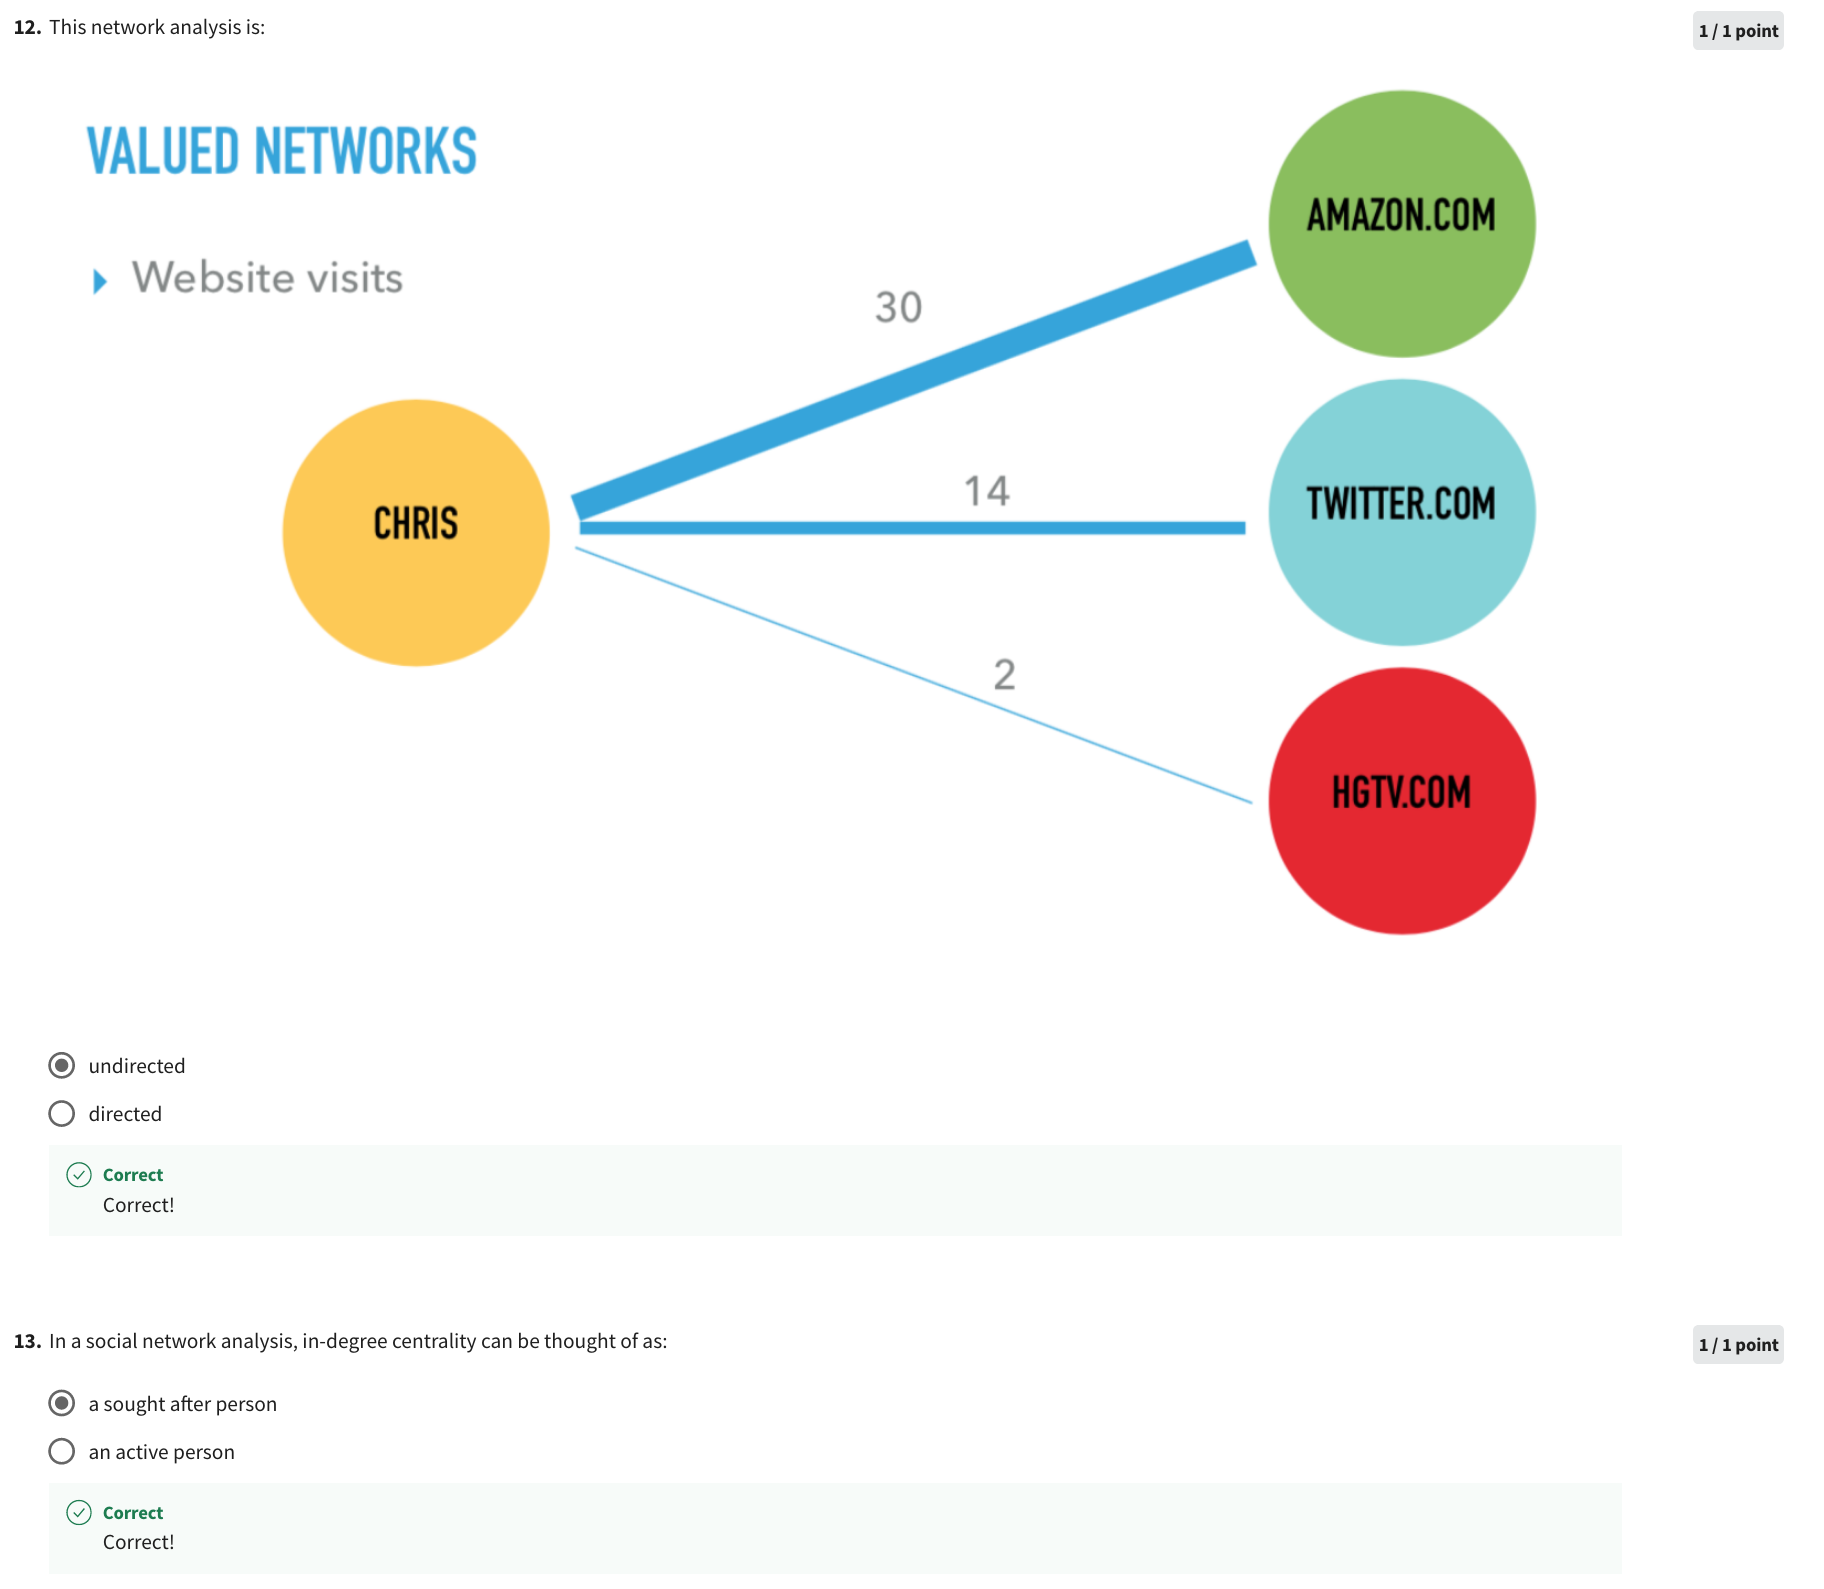 12. This network analysis is:
1 / 1 point
VALUED NETWORKS
Website visits
AMAZON.COM
30
CHRIS
14
TWITTER.COM
2
HGTV.COM
undirected
directed
Correct
Correct!
13. In a social network analysis, in-degree centrality can be thought of as:
1 / 1 point
a sought after person
an active person
Correct
Correct!